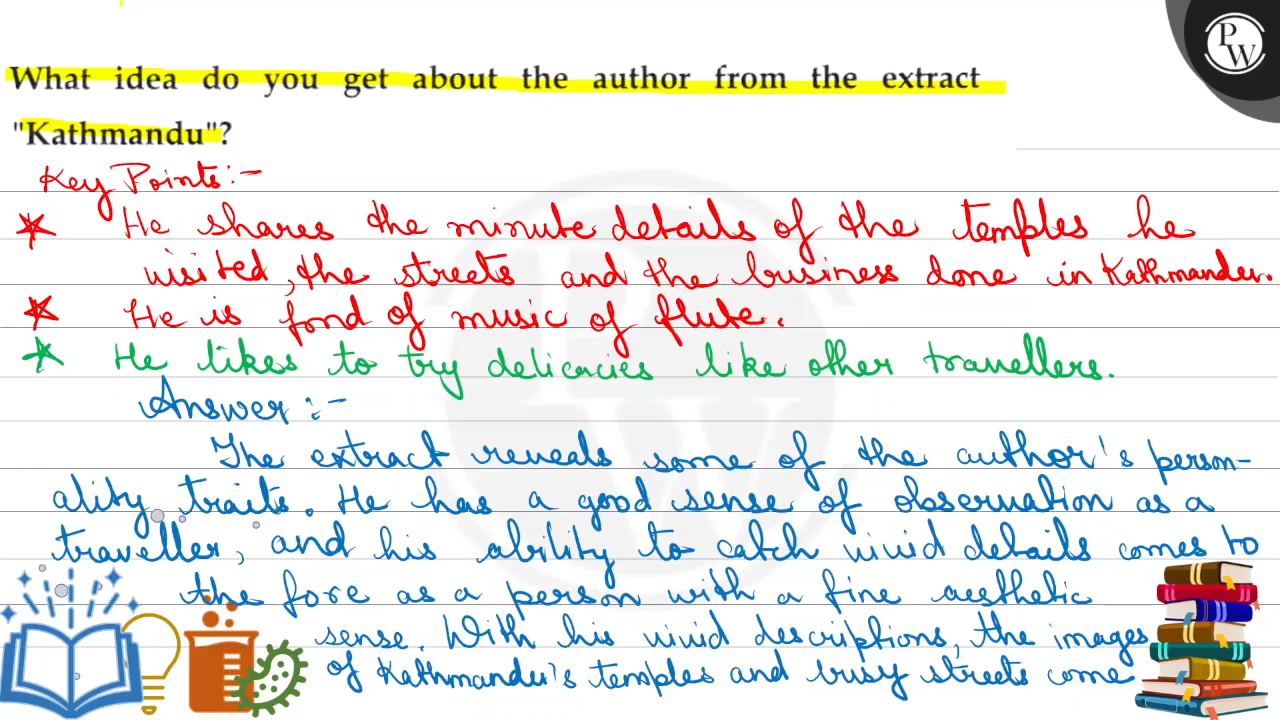 PW
What idea do you get about the author from the extract
"Kathmandu"?
Key Points:-
He shares the minute details of the temples he
visited, the streets and the business done in Kathmandu.
He is fond of music of flute.
He likes to try delicacies like other travellers.
Answer:-
The extract reveals some of the author's person-
ality traits. He has a good sense of observation as a
traveller, and his ability to catch vivid details comes to
the fore as a person with a fine aesthetic
sense. With his vivid descriptions, the images
of Kathmandu's temples and busy streets come